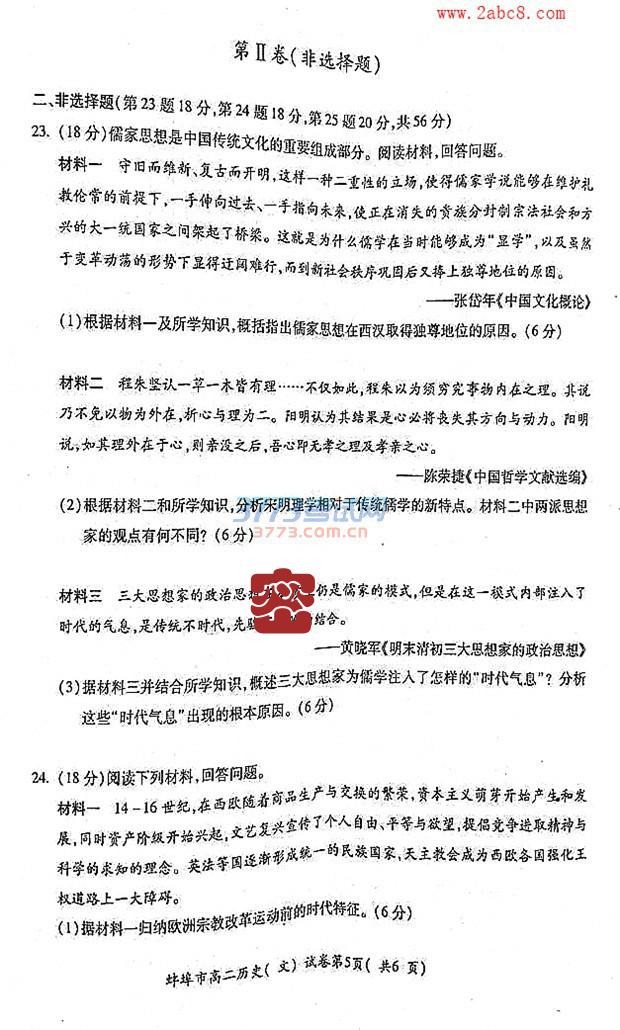 www.2abc8.com
第Ⅱ卷(非选择题)
二、非选择题(第23题18分,第24题18分,第25题20分,共56分)
23. (18分)儒家思想是中国传统文化的重要组成部分。阅读材料,回答问题。
材料一 守旧而维新、复古而开明,这样一种二重性的立场,使得儒家学说能够在维护礼
教伦常的前提下,一手伸向过去、一手指向未来,使正在消失的贵族分封制宗法社会和方
兴的大一统国家之间架起了桥梁。这就是为什么儒学在当时能够成为“显学”,以及虽然
于变革动荡的形势下显得迂阔难行,而到新社会秩序巩固后又捧上独尊地位的原因。
——张岱年《中国文化概论》
(1)根据材料一及所学知识,概括指出儒家思想在西汉取得独尊地位的原因。(6分)
材料二 程朱坚认一草一木皆有理……不仅如此,程朱以为须穷究事物内在之理。其说
乃不免以物为外在,析心与理为二。阳明认为其结果是心必将丧失其方向与动力。阳明
说,如其理外在于心,则亲没之后,吾心即无孝之理及孝亲之心。
——陈荣捷《中国哲学文献选编》
(2)根据材料二和所学知识,分析宋明理学相对于传统儒学的新特点。材料二中两派思想
家的观点有何不同?(6分)
3773考试网
3773.com.cn
材料三 三大思想家的政治思想 仍是儒家的模式,但是在这一模式内部注入了
时代的气息,是传统不时代,先 结合。
——黄晓军《明末清初三大思想家的政治思想》
(3)据材料三并结合所学知识,概述三大思想家为儒学注入了怎样的“时代气息”?分析
这些“时代气息”出现的根本原因。(6分)
24. (18分)阅读下列材料,回答问题。
材料一 14-16世纪,在西欧随着商品生产与交换的繁荣,资本主义萌芽开始产生和发
展,同时资产阶级开始兴起,文艺复兴宣传了个人自由、平等与欲望,提倡竞争进取精神与
科学的求知的理念。英法等国逐渐形成统一的民族国家,天主教会成为西欧各国强化王
权道路上一大障碍。
(1)据材料一归纳欧洲宗教改革运动前的时代特征。(6分)
蚌埠市高二历史(文)试卷第5页(共6页)